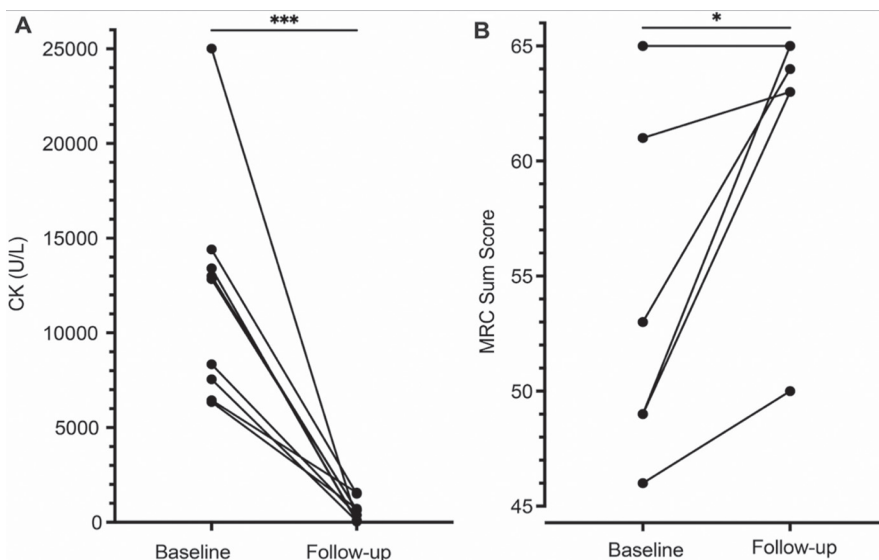 A
***
CK (U/L)
25000
20000
15000
10000
5000
0
Baseline
Follow-up
B
*
MRC Sum Score
65
60
55
50
45
Baseline
Follow-up